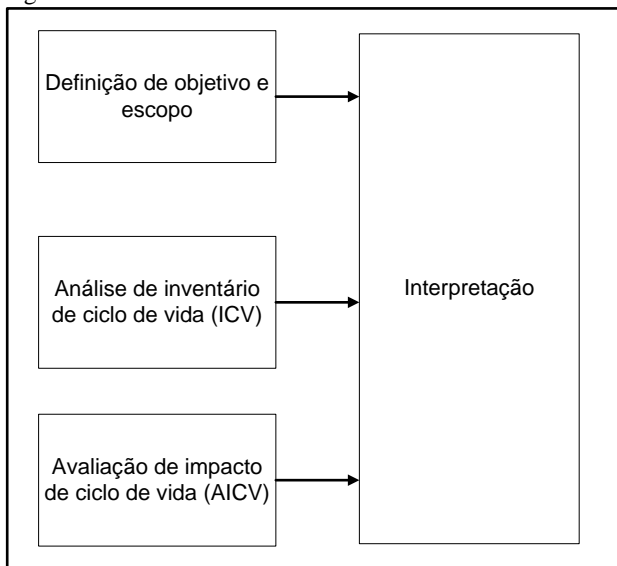 Definição de objetivo e
escopo
Análise de inventário
de ciclo de vida (ICV)
Interpretação
Avaliação de impacto
de ciclo de vida (AICV)